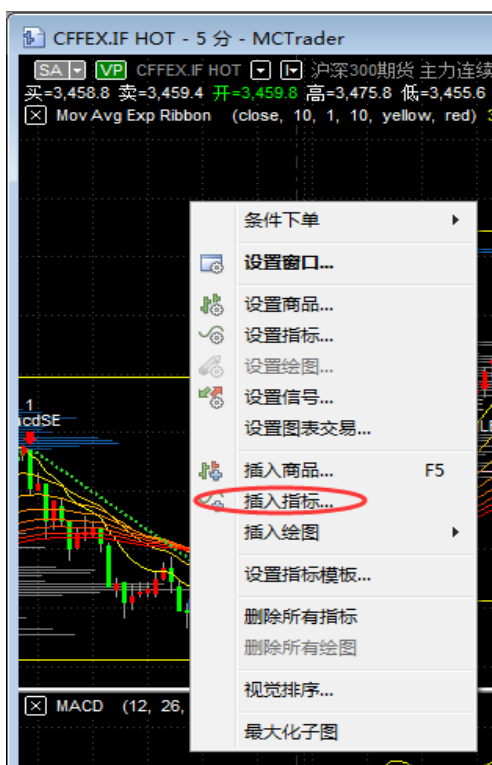 CFFEX.IF HOT - 5 分 - MCTrader
SA VP CFFEX.IF HOT 沪深300期货 主力连续
买=3,458.8 卖=3,459.4 开=3,459.8 高=3,475.8 低=3,455.6
Mov Avg Exp Ribbon (close, 10, 1, 10, yellow, red)
条件下单
设置窗口...
设置商品...
设置指标...
设置绘图...
设置信号...
设置图表交易...
插入商品... F5
插入指标...
插入绘图
设置指标模板...
删除所有指标
删除所有绘图
视觉排序...
最大化子图
1
acdSE
MACD (12, 26,